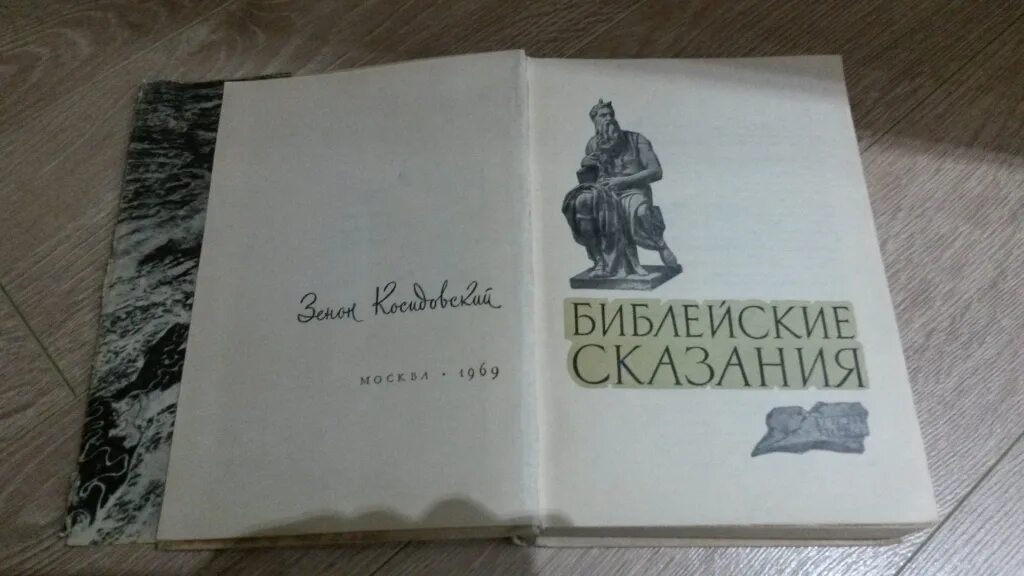 Зенон Косидовский
МОСКВА · 1969
БИБЛЕЙСКИЕ
СКАЗАНИЯ